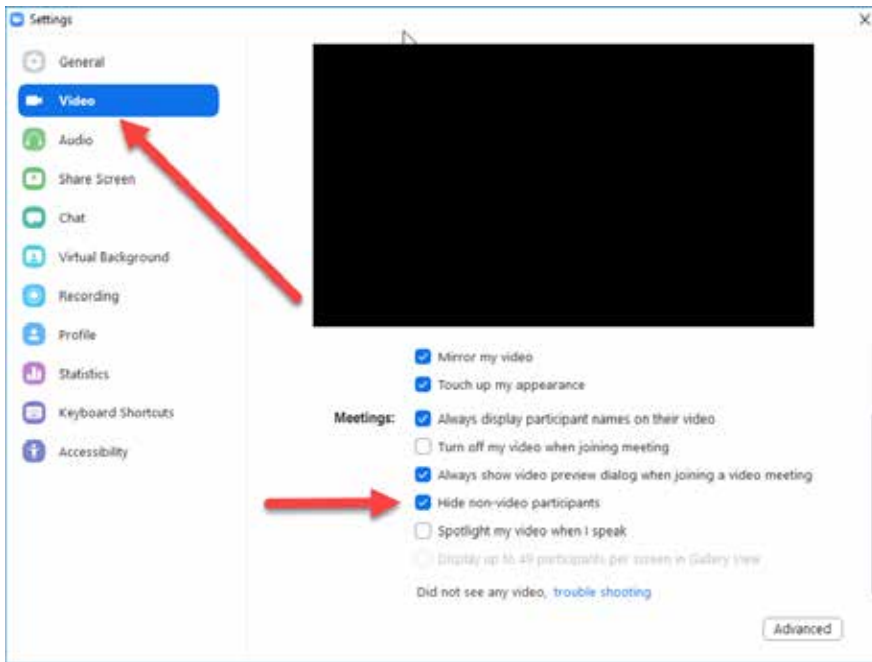 Settings
General
Video
Audio
Share Screen
Chat
Virtual Background
Recording
Profile
Statistics
Keyboard Shortcuts
Accessibility
Mirror my video
Touch up my appearance
Meetings: Always display participant names on their video
Turn off my video when joining meeting
Always show video preview dialog when joining a video meeting
Hide non-video participants
Spotlight my video when I speak
Display up to 49 participants per screen in Gallery View
Did not see any video, trouble shooting
Advanced